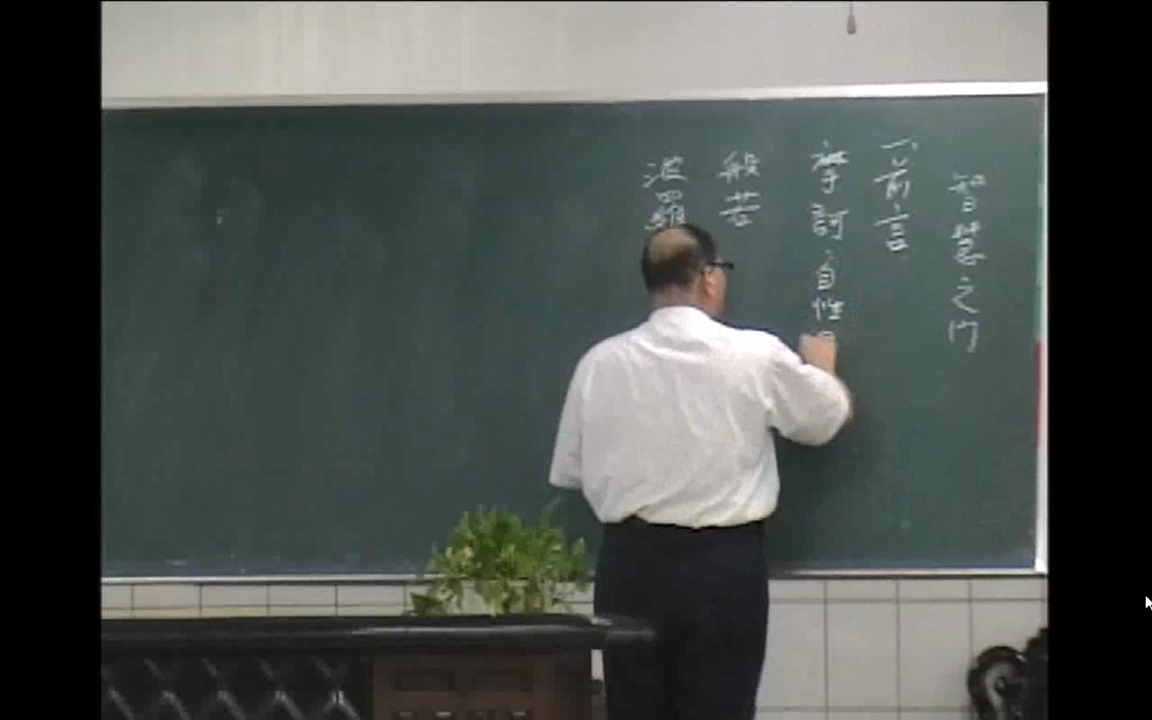 智慧之门
一、前言
摩訶自性
般若
波羅